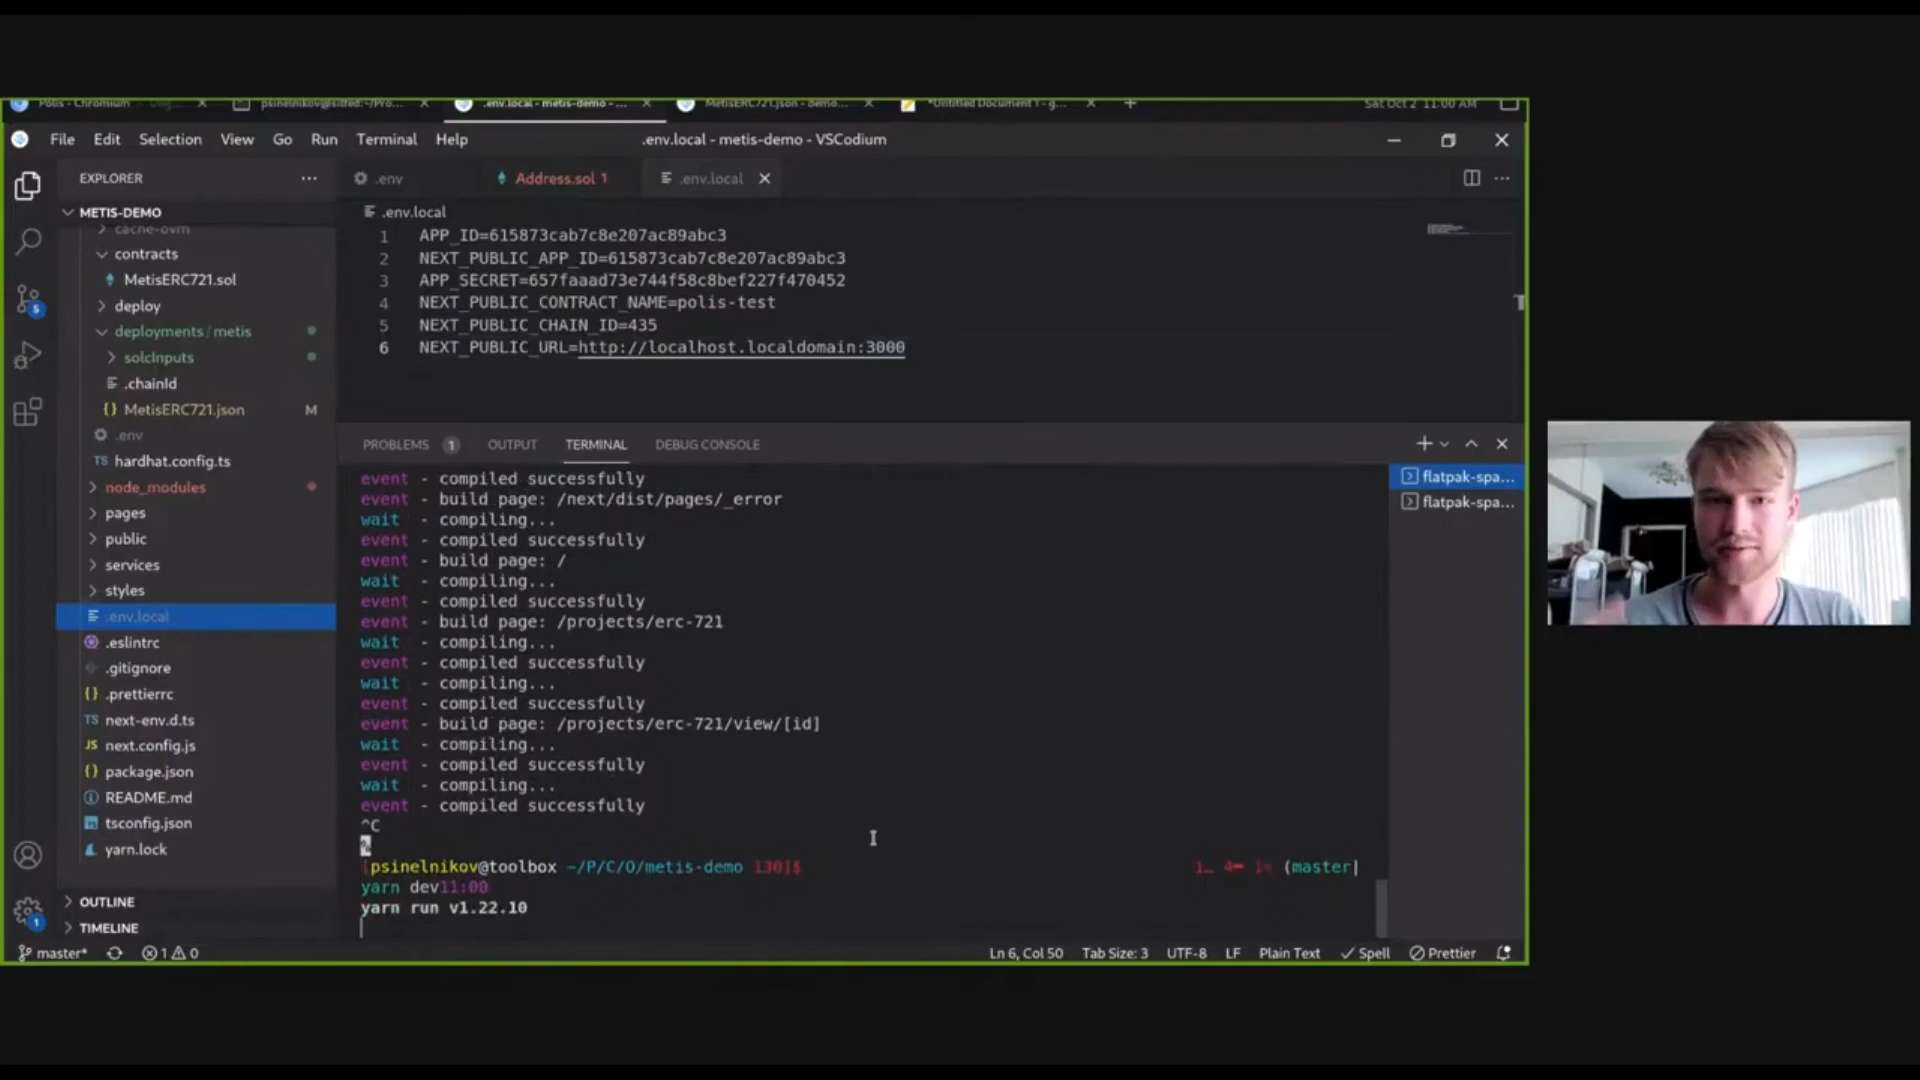 Polis - Chromium
psinelnikov@silfed:~/Pro...
.env.local - metis-demo - ...
MetisERC721.json - demo...
*Untitled Document 1 - g...
Sat Oct 2 11:00 AM
File Edit Selection View Go Run Terminal Help
.env.local - metis-demo - VSCodium
EXPLORER
.env
Address.sol 1
.env.local
METIS-DEMO
cache-ovm
contracts
MetisERC721.sol
deploy
deployments / metis
solcInputs
.chainId
MetisERC721.json M
.env
TS hardhat.config.ts
node_modules
pages
public
services
styles
.env.local
.eslintrc
.gitignore
{} .prettierrc
TS next-env.d.ts
JS next.config.js
{} package.json
README.md
tsconfig.json
yarn.lock
OUTLINE
TIMELINE
5
1
.env.local
1 APP_ID=615873cab7c8e207ac89abc3
2 NEXT_PUBLIC_APP_ID=615873cab7c8e207ac89abc3
3 APP_SECRET=657faaad73e744f58c8bef227f470452
4 NEXT_PUBLIC_CONTRACT_NAME=polis-test
5 NEXT_PUBLIC_CHAIN_ID=435
6 NEXT_PUBLIC_URL=http://localhost.localdomain:3000
PROBLEMS 1 OUTPUT TERMINAL DEBUG CONSOLE
event - compiled successfully
event - build page: /next/dist/pages/_error
wait - compiling...
event - compiled successfully
event - build page: /
wait - compiling...
event - compiled successfully
event - build page: /projects/erc-721
wait - compiling...
event - compiled successfully
wait - compiling...
event - compiled successfully
event - build page: /projects/erc-721/view/[id]
wait - compiling...
event - compiled successfully
wait - compiling...
event - compiled successfully
^C
%
[psinelnikov@toolbox ~/P/C/O/metis-demo 130]$ (master|
yarn dev11:00
yarn run v1.22.10
flatpak-spa...
flatpak-spa...
master* 1 0
Ln 6, Col 50 Tab Size: 3 UTF-8 LF Plain Text Spell Prettier